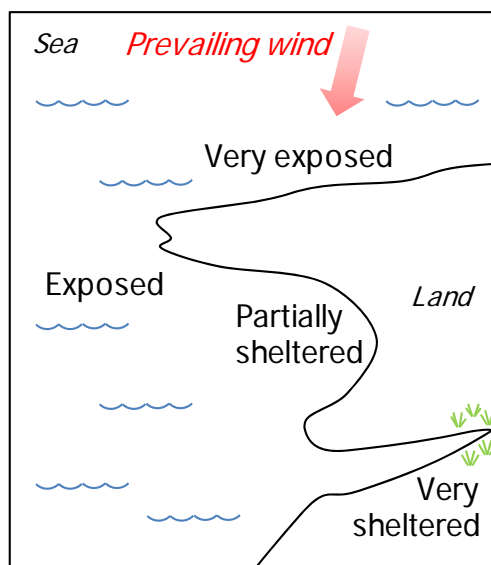 Sea
Prevailing wind
Very exposed
Exposed
Land
Partially
sheltered
Very
sheltered